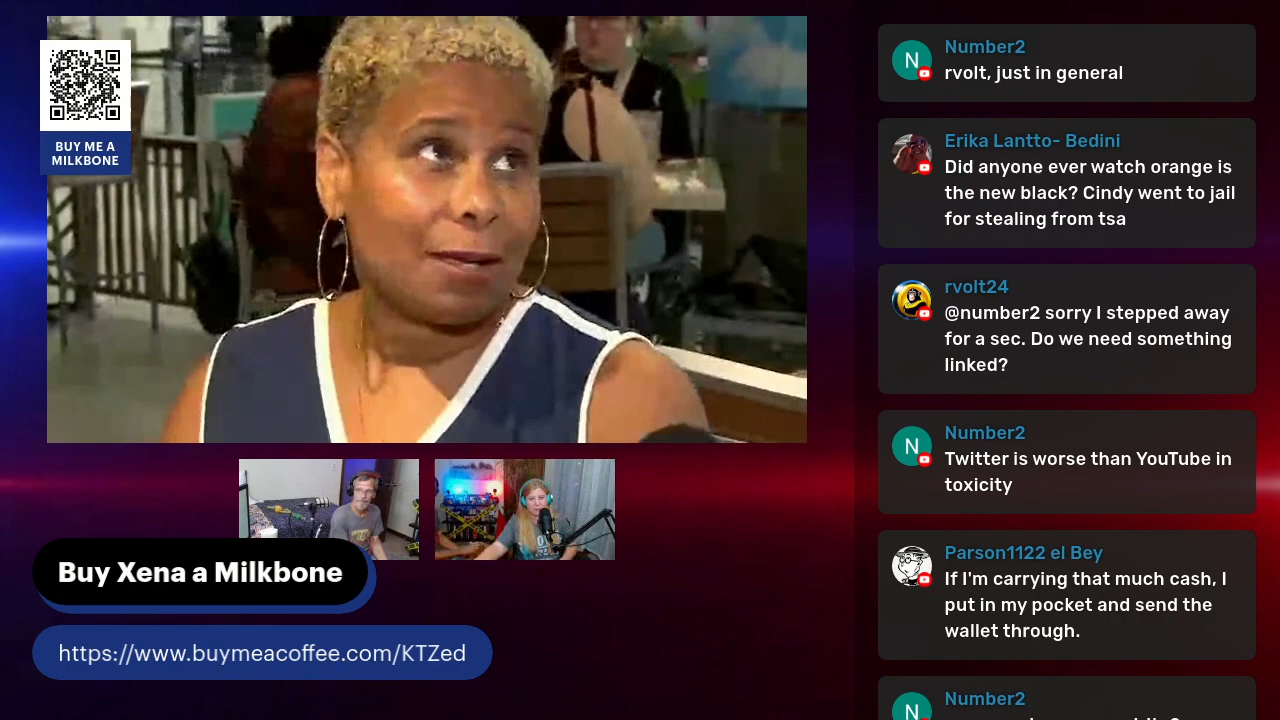 BUY ME A
MILKBONE
Buy Xena a Milkbone
https://www.buymeacoffee.com/KTZed
Number2
rvolt, just in general
Erika Lantto- Bedini
Did anyone ever watch orange is
the new black? Cindy went to jail
for stealing from tsa
rvolt24
@number2 sorry I stepped away
for a sec. Do we need something
linked?
N
Number2
Twitter is worse than YouTube in
toxicity
Parson1122 el Bey
If I'm carrying that much cash, I
put in my pocket and send the
wallet through.
N
Number2